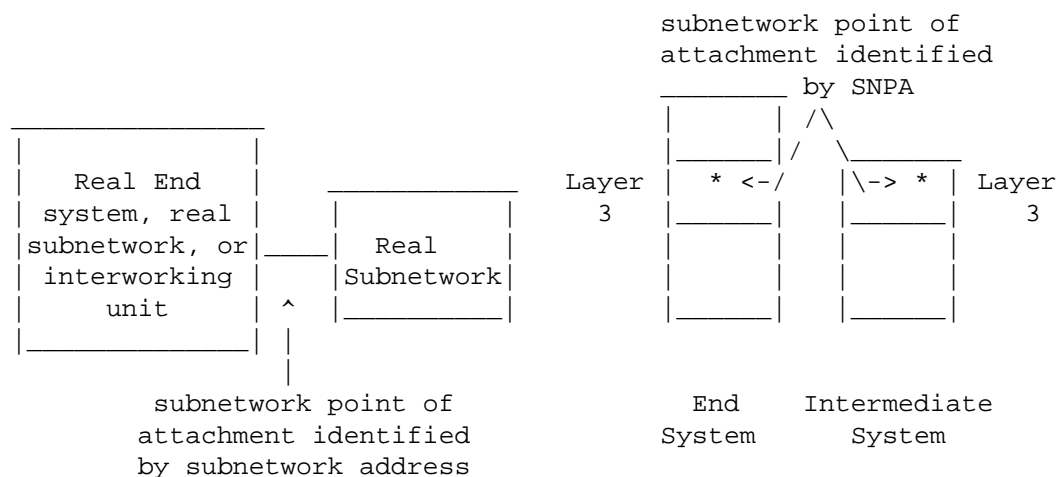 subnetwork point of
attachment identified
by SNPA
Real End
system, real
subnetwork, or
interworking
unit
Real
Subnetwork
subnetwork point of
attachment identified
by subnetwork address
Layer * <-/ \-> * Layer
3 3
End Intermediate
System System